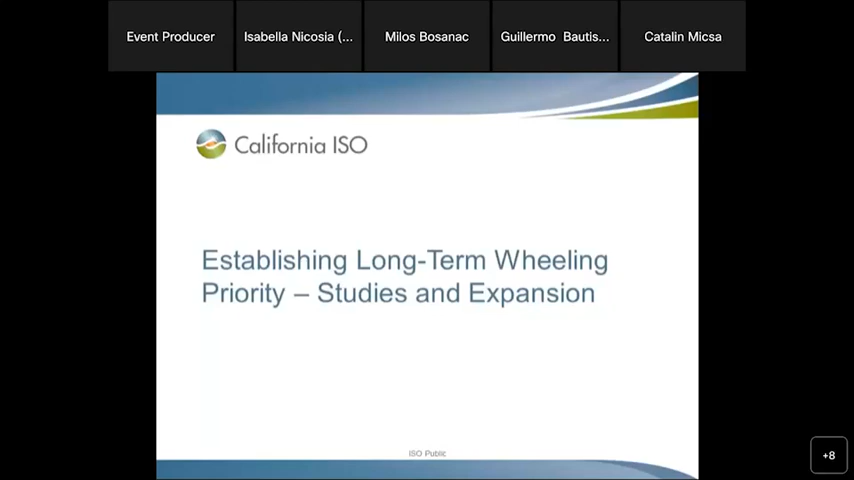 Event Producer
Isabella Nicosia (...
Milos Bosanac
Guillermo Bautis...
Catalin Micsa
California ISO
Establishing Long-Term Wheeling
Priority – Studies and Expansion
ISO Public
+8